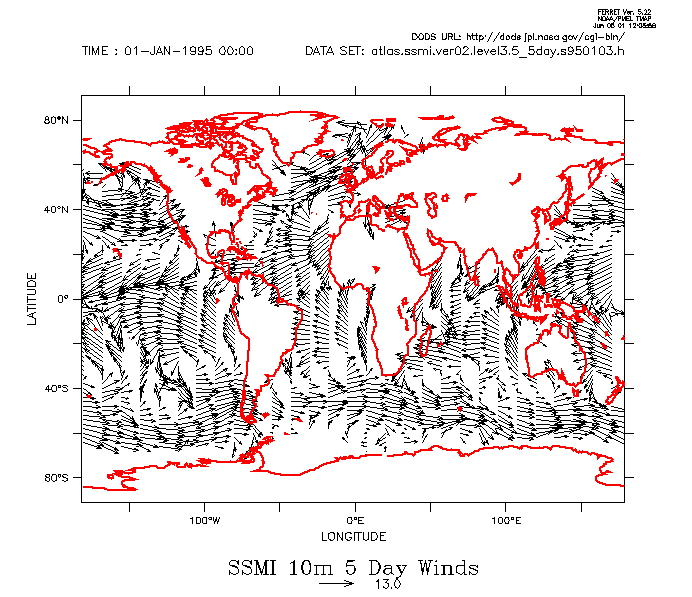 FERRET Ver. 5.22
NOAA/PMEL TMAP
DODS URL: http://dods.jpl.nasa.gov/cgi-bin/
TIME : 01-JAN-1995 00:00 DATA SET: atlas.ssmi.ver02.level3.5_5day.s950103.h
80°N
40°N
0°
40°S
80°S
LATITUDE
100°W 0°E 100°E
LONGITUDE
SSMI 10m 5 Day Winds
13.0